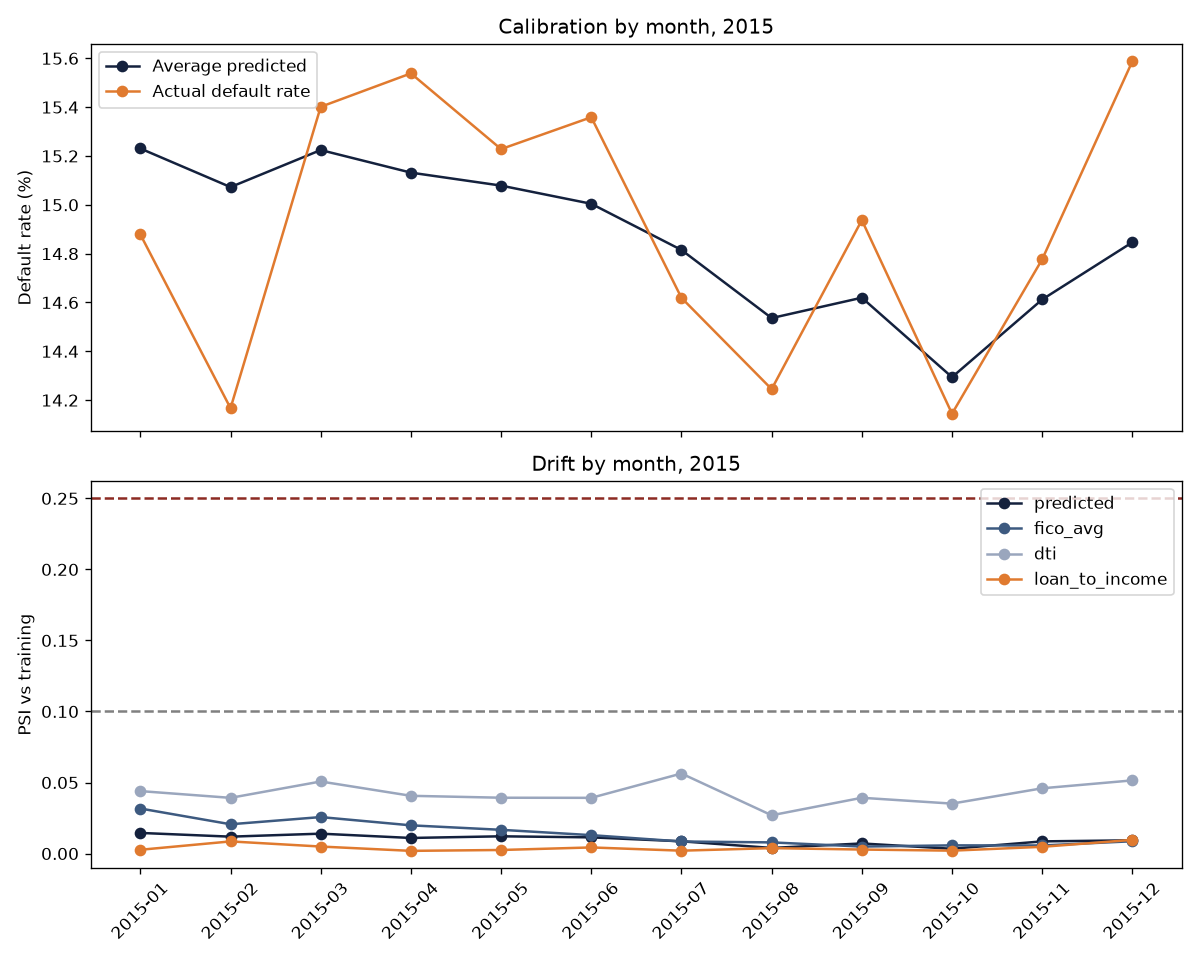 Calibration by month, 2015
Default rate (%)
15.6
15.4
15.2
15.0
14.8
14.6
14.4
14.2
Average predicted
Actual default rate
Drift by month, 2015
PSI vs training
0.25
0.20
0.15
0.10
0.05
0.00
predicted
fico_avg
dti
loan_to_income
2015-01
2015-02
2015-03
2015-04
2015-05
2015-06
2015-07
2015-08
2015-09
2015-10
2015-11
2015-12